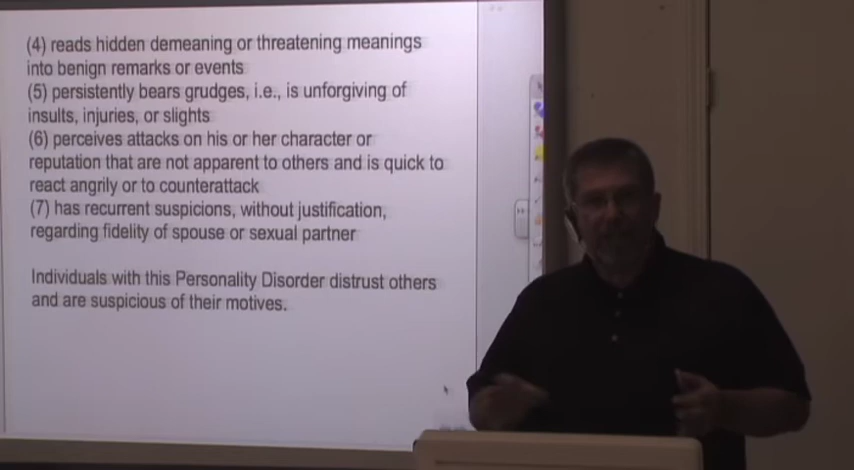 (4) reads hidden demeaning or threatening meanings
into benign remarks or events
(5) persistently bears grudges, i.e., is unforgiving of
insults, injuries, or slights
(6) perceives attacks on his or her character or
reputation that are not apparent to others and is quick to
react angrily or to counterattack
(7) has recurrent suspicions, without justification,
regarding fidelity of spouse or sexual partner
Individuals with this Personality Disorder distrust others
and are suspicious of their motives.